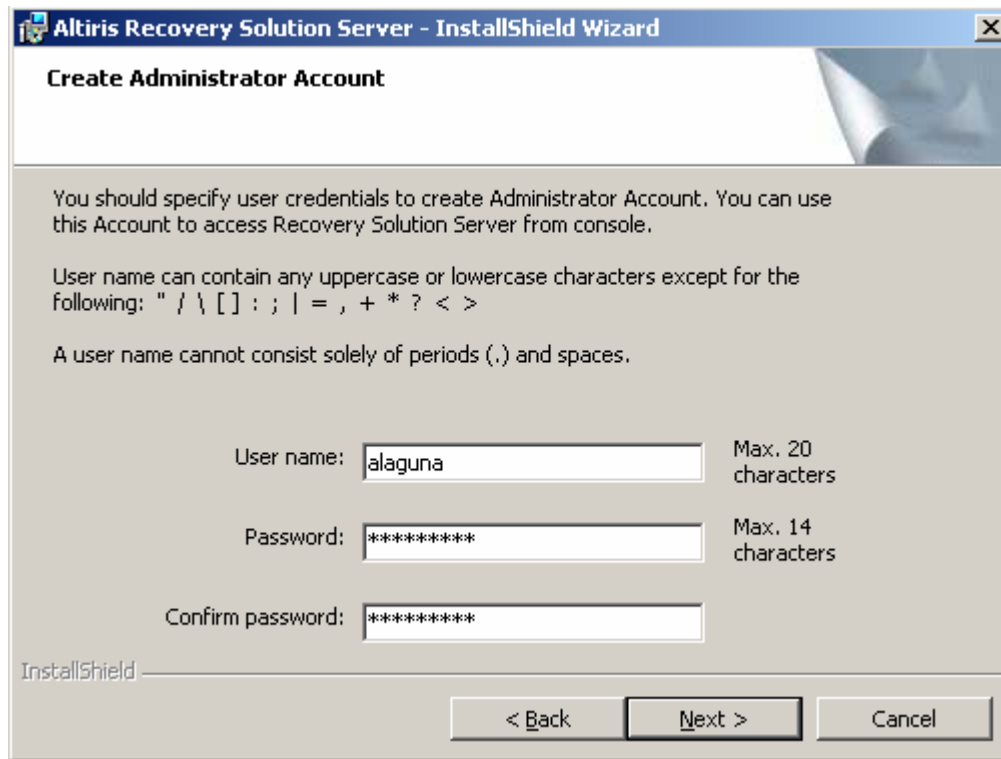 Altiris Recovery Solution Server - InstallShield Wizard
Create Administrator Account
You should specify user credentials to create Administrator Account. You can use
this Account to access Recovery Solution Server from console.
User name can contain any uppercase or lowercase characters except for the
following: " / \ [ ] : ; | = , + * ? < >
A user name cannot consist solely of periods (.) and spaces.
User name: alaguna Max. 20
characters
Password: ********* Max. 14
characters
Confirm password: *********
InstallShield
< Back Next > Cancel